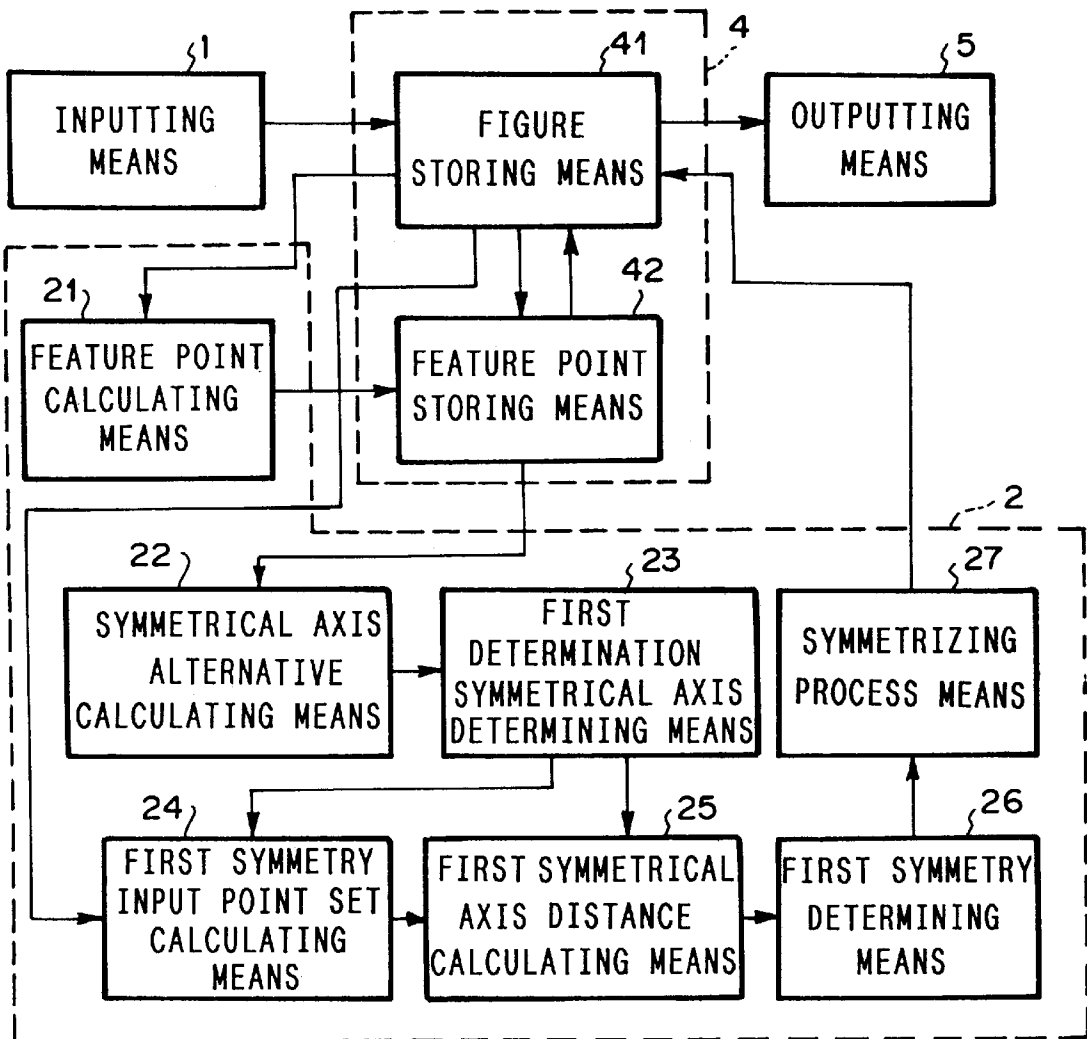 1
INPUTTING
MEANS
4
41
FIGURE
STORING MEANS
5
OUTPUTTING
MEANS
21
FEATURE POINT
CALCULATING
MEANS
42
FEATURE POINT
STORING MEANS
2
22
SYMMETRICAL AXIS
ALTERNATIVE
CALCULATING MEANS
23
FIRST
DETERMINATION
SYMMETRICAL AXIS
DETERMINING MEANS
27
SYMMETRIZING
PROCESS MEANS
24
FIRST SYMMETRY
INPUT POINT SET
CALCULATING
MEANS
25
FIRST SYMMETRICAL
AXIS DISTANCE
CALCULATING MEANS
26
FIRST SYMMETRY
DETERMINING
MEANS